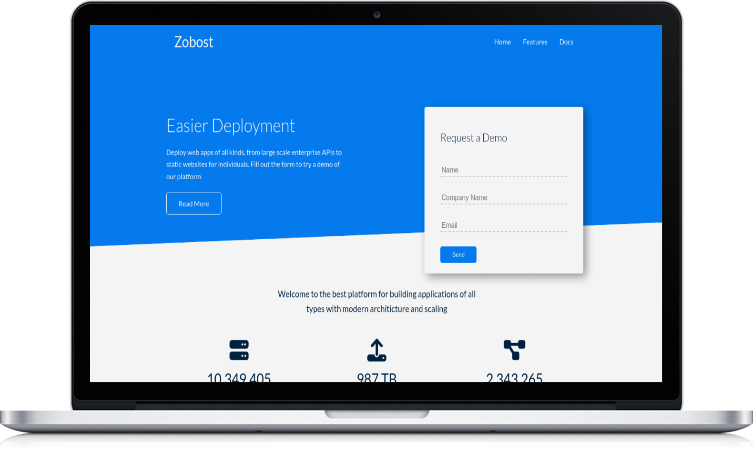 Zobost
Home Features Docs
Easier Deployment
Deploy web apps of all kinds, from large scale enterprise APIs to
static websites for individuals. Fill out the form to try a demo of
our platform
Read More
Request a Demo
Name
Company Name
Email
Send
Welcome to the best platform for building applications of all
types with modern architicture and scaling
10,349,405 987 TB 2,343,265